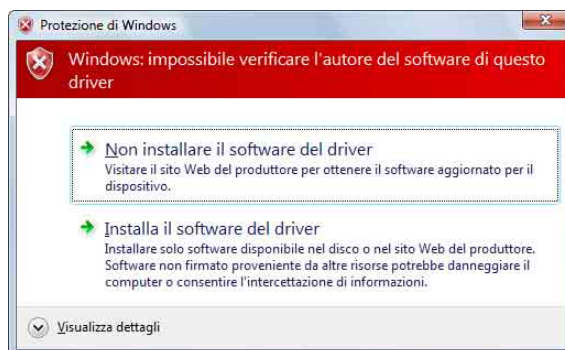 Protezione di Windows
Windows: impossibile verificare l'autore del software di questo
driver
Non installare il software del driver
Visitare il sito Web del produttore per ottenere il software aggiornato per il
dispositivo.
Installa il software del driver
Installare solo software disponibile nel disco o nel sito Web del produttore.
Software non firmato proveniente da altre risorse potrebbe danneggiare il
computer o consentire l'intercettazione di informazioni.
Visualizza dettagli